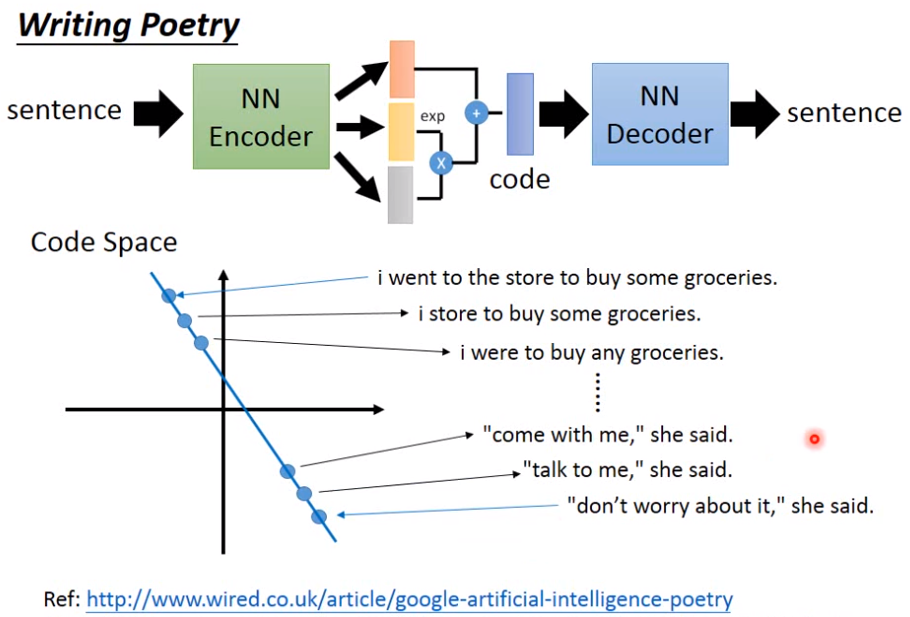 Writing Poetry
sentence
NN
Encoder
exp
+
X
code
NN
Decoder
sentence
Code Space
i went to the store to buy some groceries.
i store to buy some groceries.
i were to buy any groceries.
"come with me," she said.
"talk to me," she said.
"don’t worry about it," she said.
Ref: http://www.wired.co.uk/article/google-artificial-intelligence-poetry